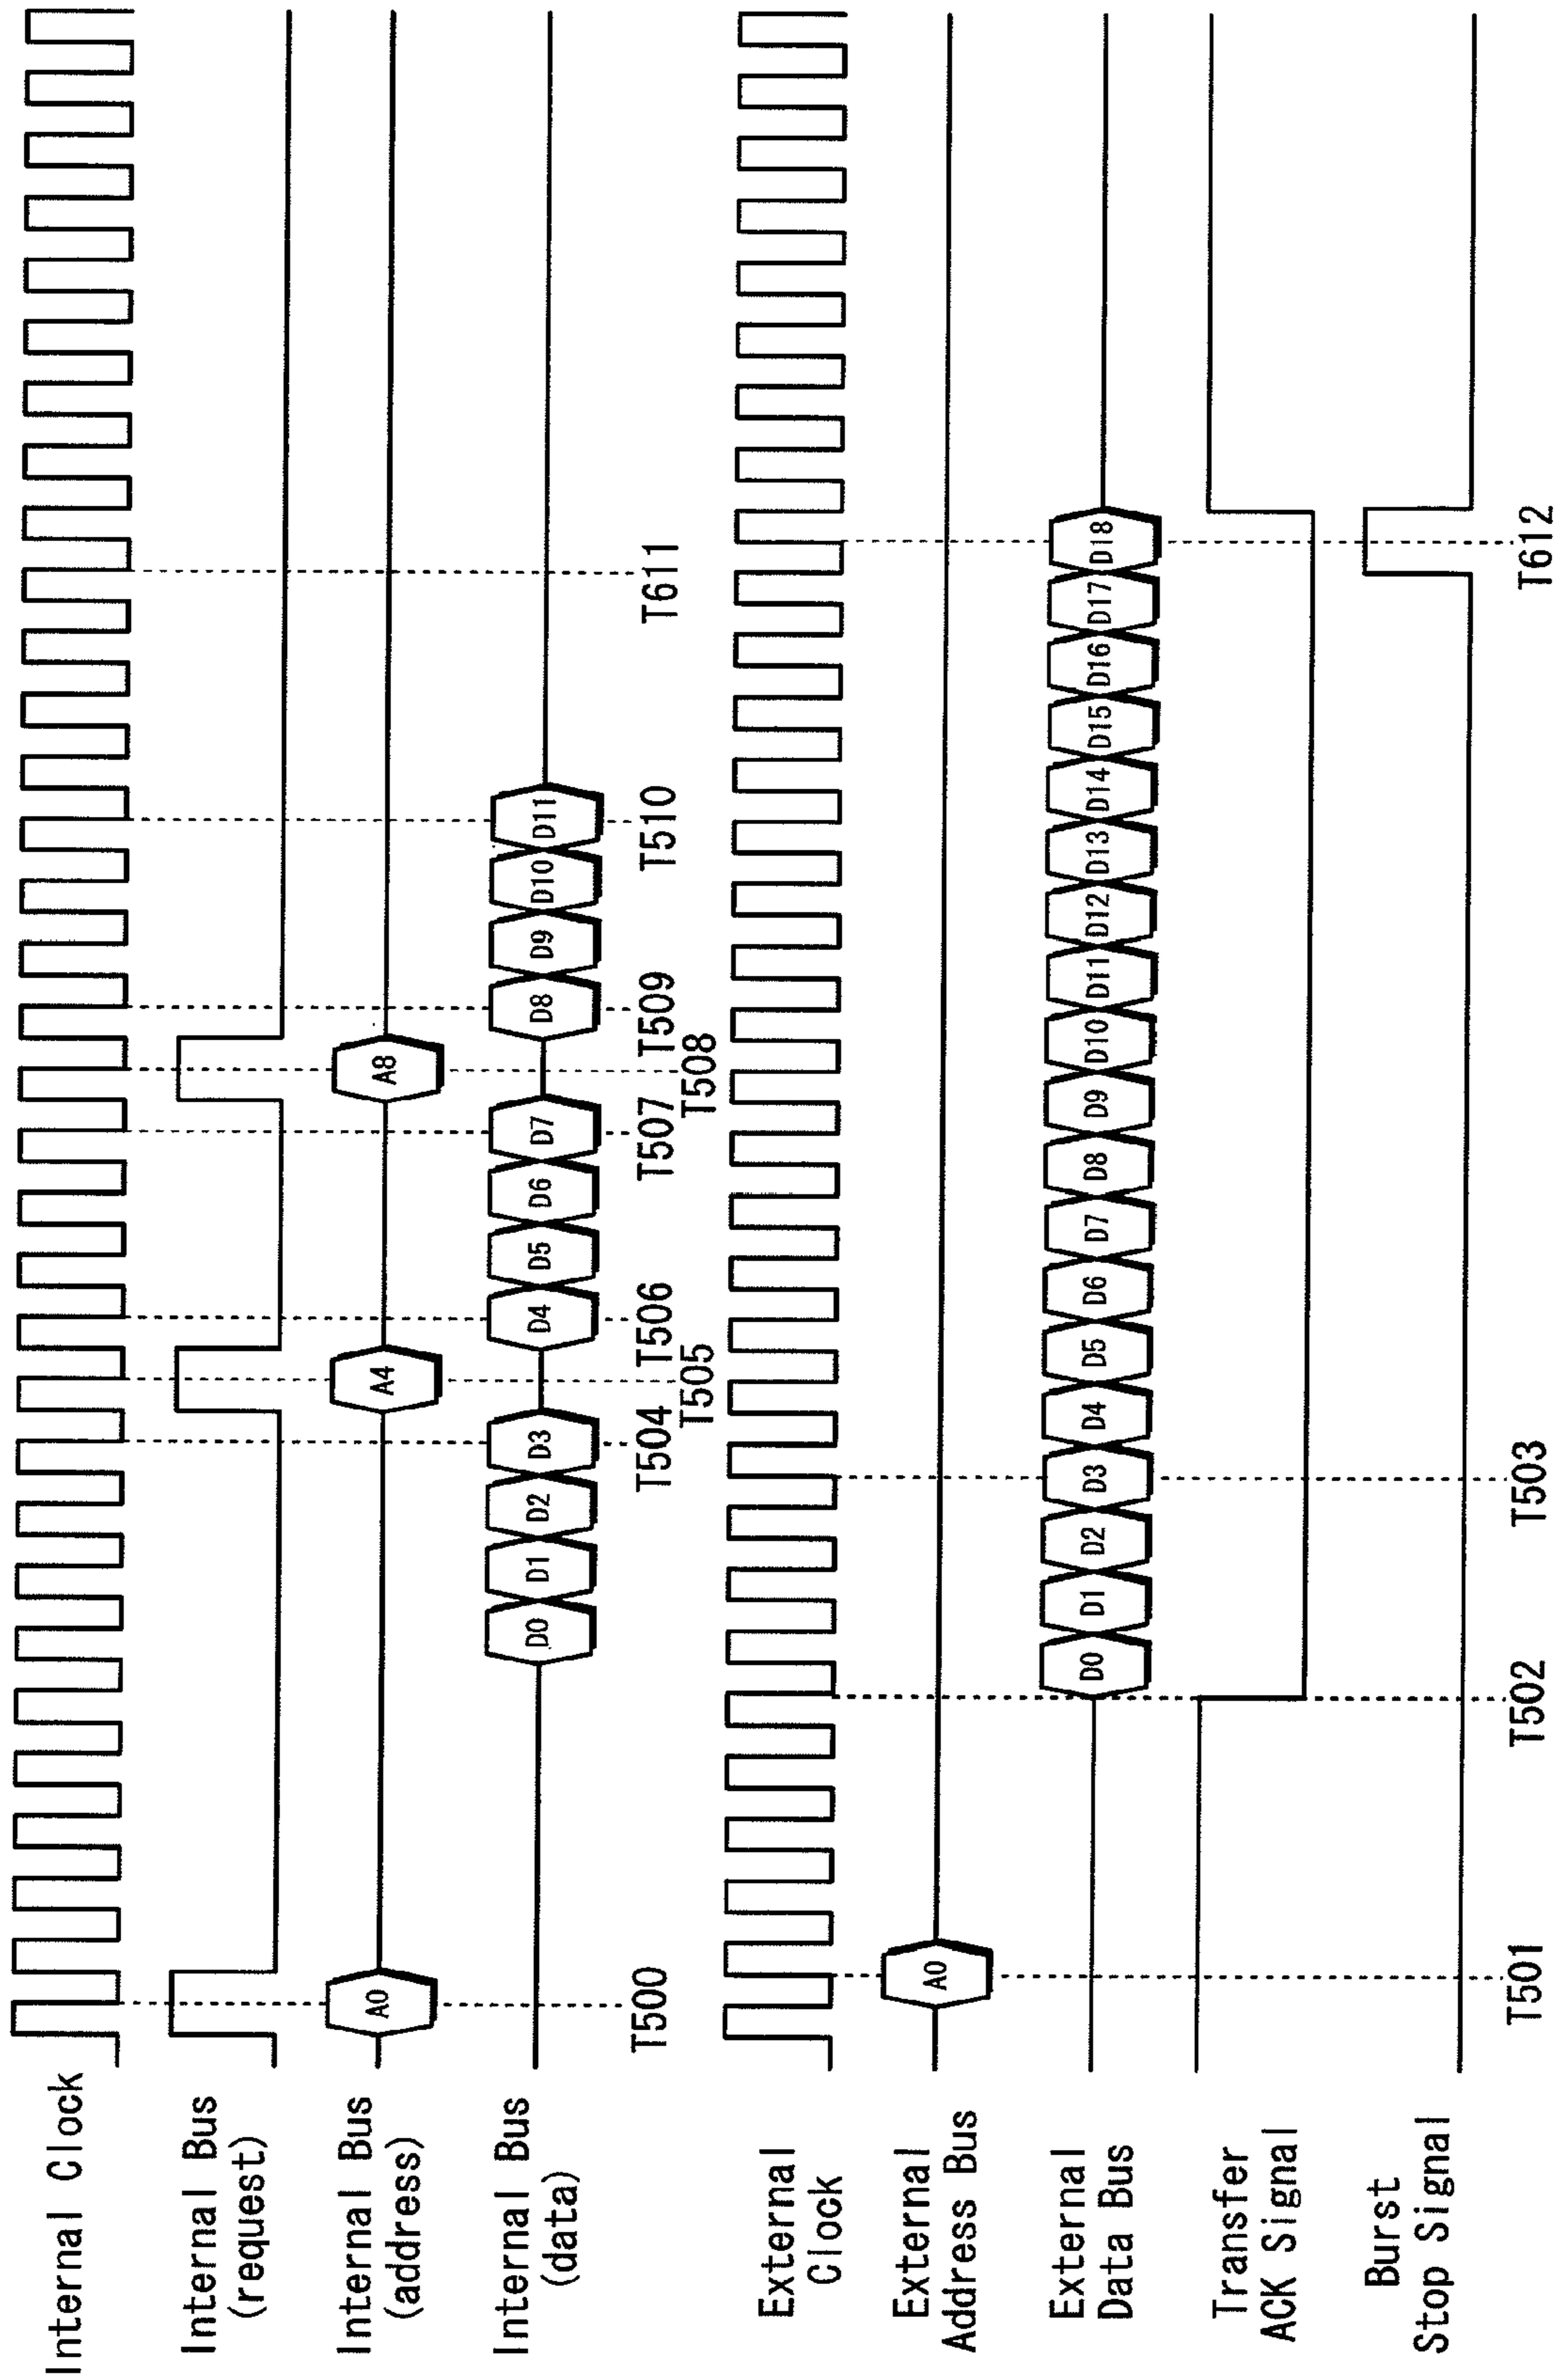 Internal Clock
Internal Bus
(request)
Internal Bus
(address)
A0
A4
A8
Internal Bus
(data)
D0
D1
D2
D3
D4
D5
D6
D7
D8
D9
D10
D11
T500
T504
T506
T507
T509
T510
T611
T505
T508
External
Clock
External
Address Bus
A0
External
Data Bus
D0
D1
D2
D3
D4
D5
D6
D7
D8
D9
D10
D11
D12
D13
D14
D15
D16
D17
D18
Transfer
ACK Signal
Burst
Stop Signal
T501
T502
T503
T612